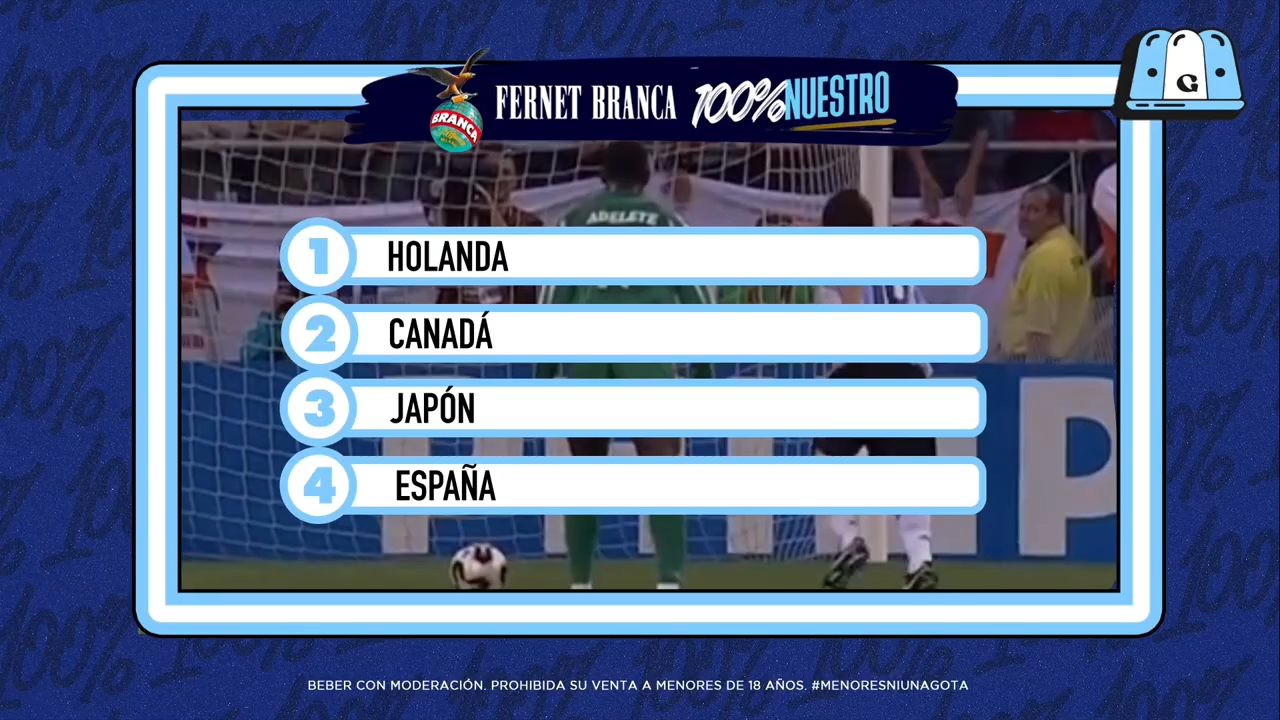 FERNET BRANCA 100% NUESTRO
BRANCA
G
ADELEYE
1 HOLANDA
2 CANADÁ
3 JAPÓN
4 ESPAÑA
P
BEBER CON MODERACIÓN. PROHIBIDA SU VENTA A MENORES DE 18 AÑOS. #MENORESNIUNAGOTA